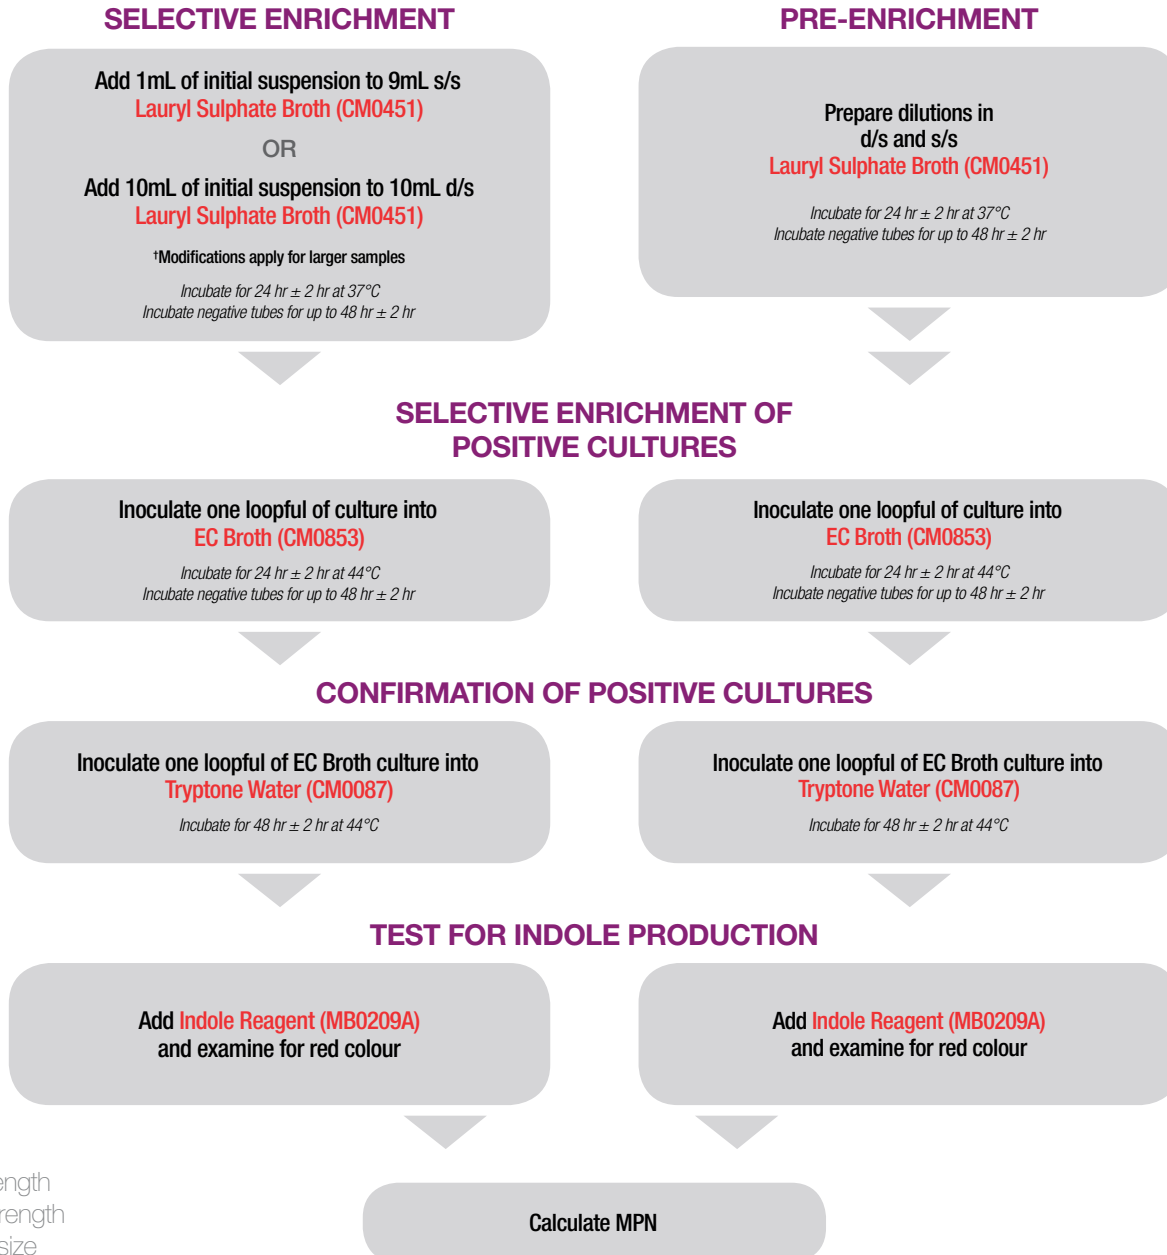 SELECTIVE ENRICHMENT
Add 1mL of initial suspension to 9mL s/s
Lauryl Sulphate Broth (CM0451)
OR
Add 10mL of initial suspension to 10mL d/s
Lauryl Sulphate Broth (CM0451)
†Modifications apply for larger samples
Incubate for 24 hr ± 2 hr at 37°C
Incubate negative tubes for up to 48 hr ± 2 hr
PRE-ENRICHMENT
Prepare dilutions in
d/s and s/s
Lauryl Sulphate Broth (CM0451)
Incubate for 24 hr ± 2 hr at 37°C
Incubate negative tubes for up to 48 hr ± 2 hr
SELECTIVE ENRICHMENT OF
POSITIVE CULTURES
Inoculate one loopful of culture into
EC Broth (CM0853)
Incubate for 24 hr ± 2 hr at 44°C
Incubate negative tubes for up to 48 hr ± 2 hr
Inoculate one loopful of culture into
EC Broth (CM0853)
Incubate for 24 hr ± 2 hr at 44°C
Incubate negative tubes for up to 48 hr ± 2 hr
CONFIRMATION OF POSITIVE CULTURES
Inoculate one loopful of EC Broth culture into
Tryptone Water (CM0087)
Incubate for 48 hr ± 2 hr at 44°C
Inoculate one loopful of EC Broth culture into
Tryptone Water (CM0087)
Incubate for 48 hr ± 2 hr at 44°C
TEST FOR INDOLE PRODUCTION
Add Indole Reagent (MB0209A)
and examine for red colour
Add Indole Reagent (MB0209A)
and examine for red colour
Calculate MPN
ength
rength
size